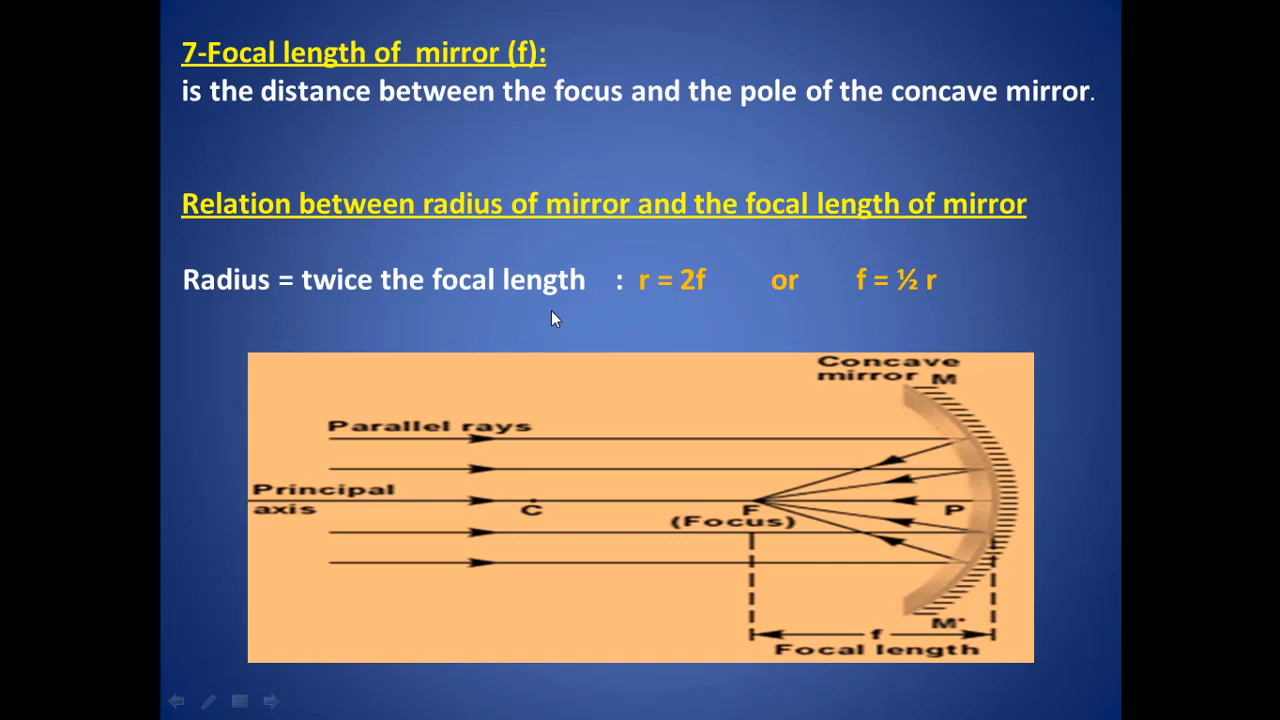 7-Focal length of  mirror (f):
is the distance between the focus and the pole of the concave mirror.
Relation between radius of mirror and the focal length of mirror
Radius = twice the focal length : r = 2f or f = ½ r
Concave
mirror M
Parallel rays
Principal
axis
C
F
(Focus)
P
M'
f
Focal length